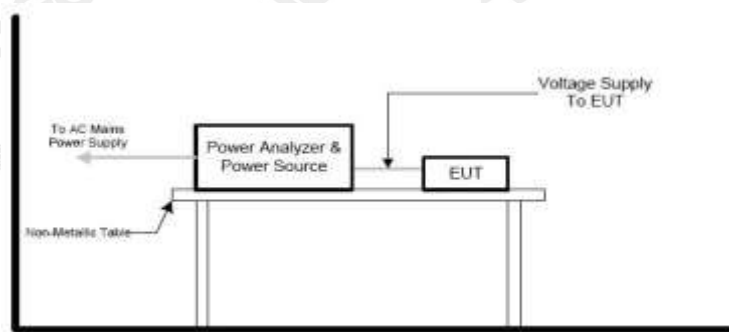 Voltage Supply
To EUT
To AC Mains
Power Supply
Power Analyzer &
Power Source
EUT
Non-Metallic Table